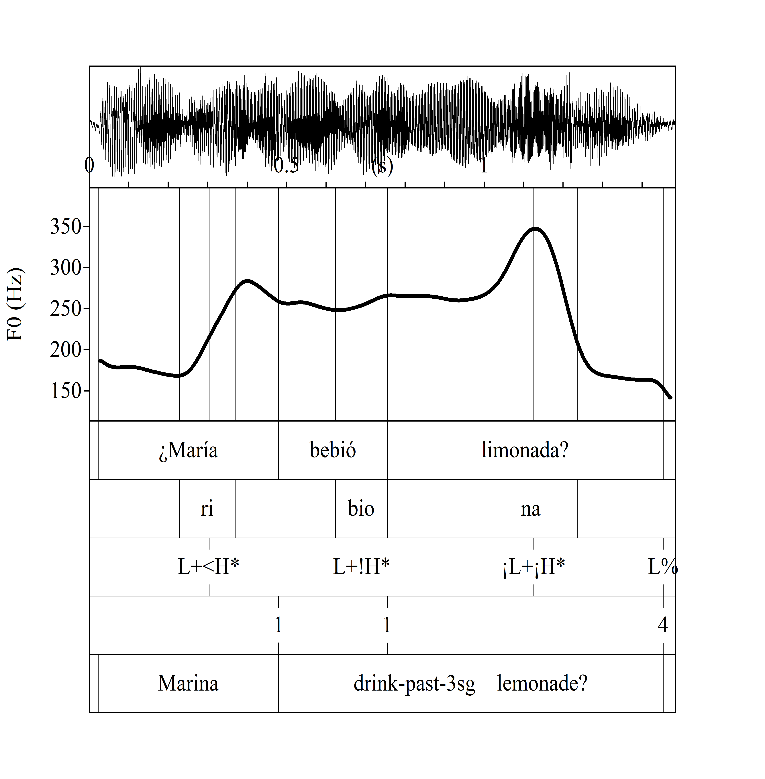 0 0.5 (s) 1
F0 (Hz)
350
300
250
200
150
¿María bebió limonada?
ri bio na
L+<H* L+!H* ¡L+¡H* L%
1 1 4
Marina drink-past-3sg lemonade?